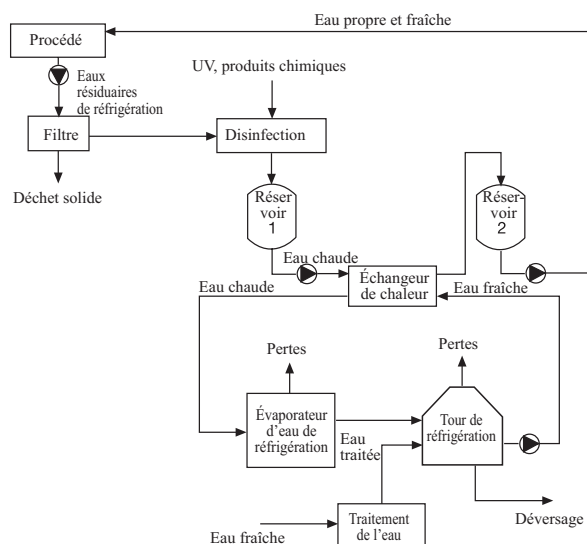 Eau propre et fraîche
Procédé
Eaux
résiduaires
de réfrigération
UV, produits chimiques
Filtre
Disinfection
Déchet solide
Réser
voir
1
Réser-
voir
2
Eau chaude
Échangeur
de chaleur
Eau chaude
Eau fraîche
Pertes
Pertes
Évaporateur
d'eau de
réfrigération
Eau
traitée
Tour de
réfrigération
Traitement
de l'eau
Eau fraîche
Déversage